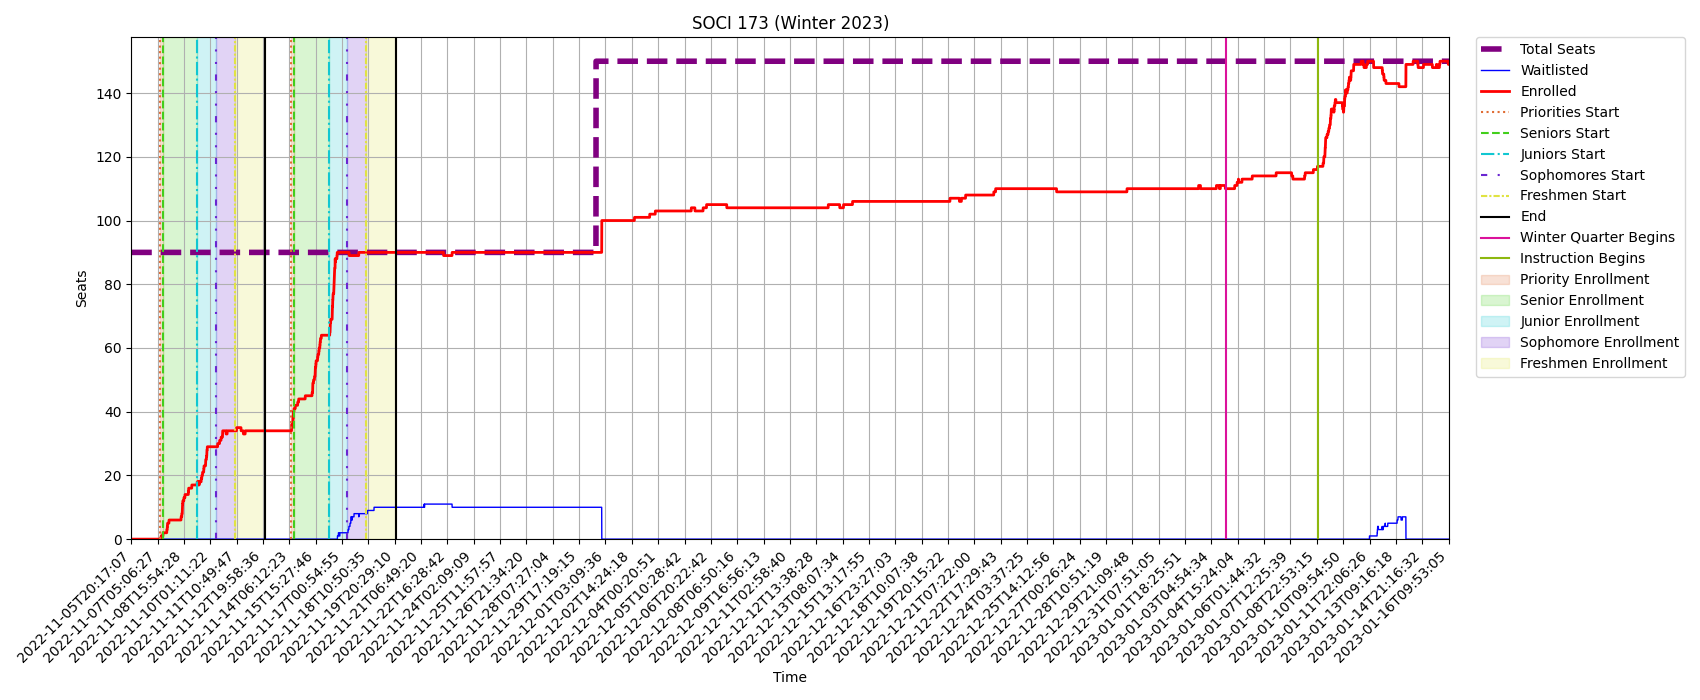 SOCI 173 (Winter 2023)
Seats
140
120
100
80
60
40
20
0
2022-11-05T20:17:07
2022-11-07T05:06:27
2022-11-08T15:54:28
2022-11-10T01:11:22
2022-11-11T10:49:47
2022-11-12T19:58:36
2022-11-14T06:12:23
2022-11-15T15:27:46
2022-11-17T00:54:55
2022-11-18T10:50:35
2022-11-19T20:29:10
2022-11-21T06:49:20
2022-11-22T16:28:42
2022-11-24T02:09:09
2022-11-25T11:57:57
2022-11-26T21:34:20
2022-11-28T07:27:04
2022-11-29T17:19:15
2022-12-01T03:09:36
2022-12-02T14:24:18
2022-12-04T00:20:51
2022-12-05T10:28:42
2022-12-06T20:22:42
2022-12-08T06:50:16
2022-12-09T16:56:13
2022-12-11T02:58:40
2022-12-12T13:38:28
2022-12-13T08:07:34
2022-12-15T13:17:55
2022-12-16T23:27:03
2022-12-18T10:07:38
2022-12-19T20:15:22
2022-12-21T07:22:00
2022-12-22T17:29:43
2022-12-24T03:37:25
2022-12-25T14:12:56
2022-12-27T00:26:24
2022-12-28T10:51:19
2022-12-29T21:09:48
2022-12-31T07:51:05
2023-01-01T18:25:51
2023-01-03T04:54:34
2023-01-04T15:24:04
2023-01-06T01:44:32
2023-01-07T12:25:39
2023-01-08T22:53:15
2023-01-10T09:54:50
2023-01-11T22:06:26
2023-01-13T09:16:18
2023-01-14T21:16:32
2023-01-16T09:53:05
Time
Total Seats
Waitlisted
Enrolled
Priorities Start
Seniors Start
Juniors Start
Sophomores Start
Freshmen Start
End
Winter Quarter Begins
Instruction Begins
Priority Enrollment
Senior Enrollment
Junior Enrollment
Sophomore Enrollment
Freshmen Enrollment